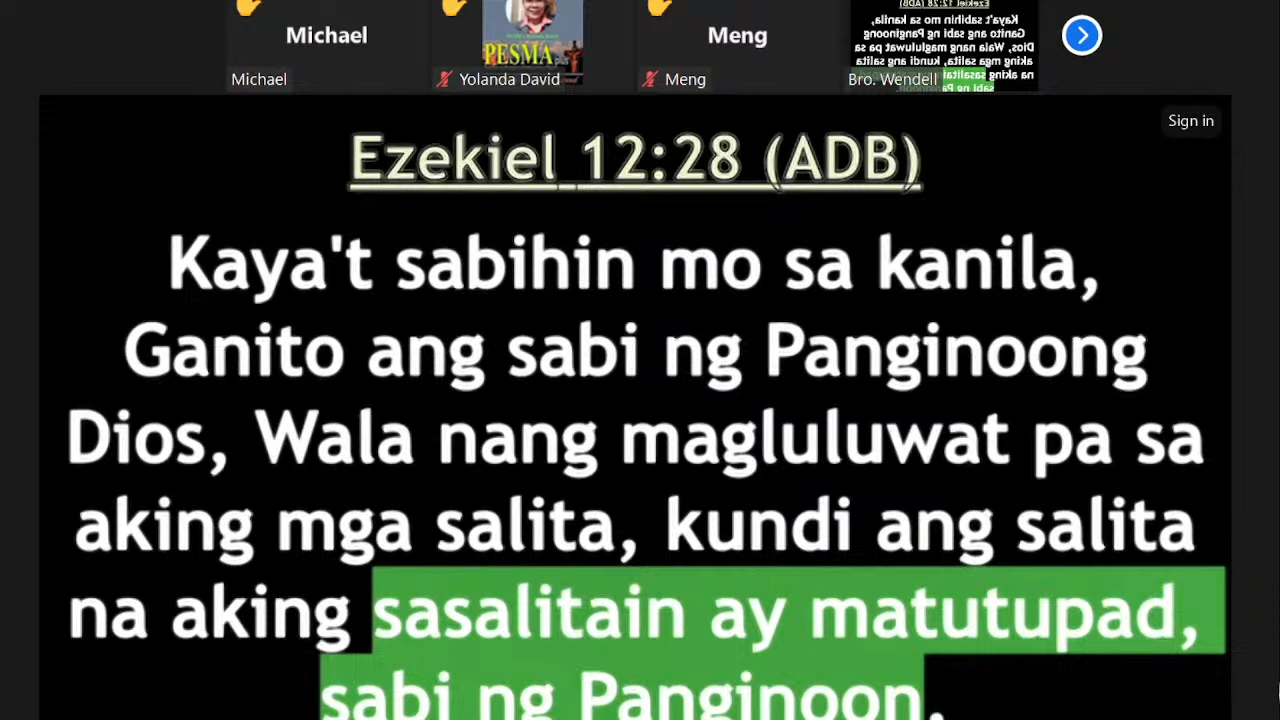 Michael
Meng
PESMA
Michael
Yolanda David
Meng
Bro. Wendell
Sign in
Ezekiel 12:28 (ADB)
Kaya't sabihin mo sa kanila,
Ganito ang sabi ng Panginoong
Dios, Wala nang magluluwat pa sa
aking mga salita, kundi ang salita
na aking sasalitain ay matutupad,
sabi ng Panginoon.